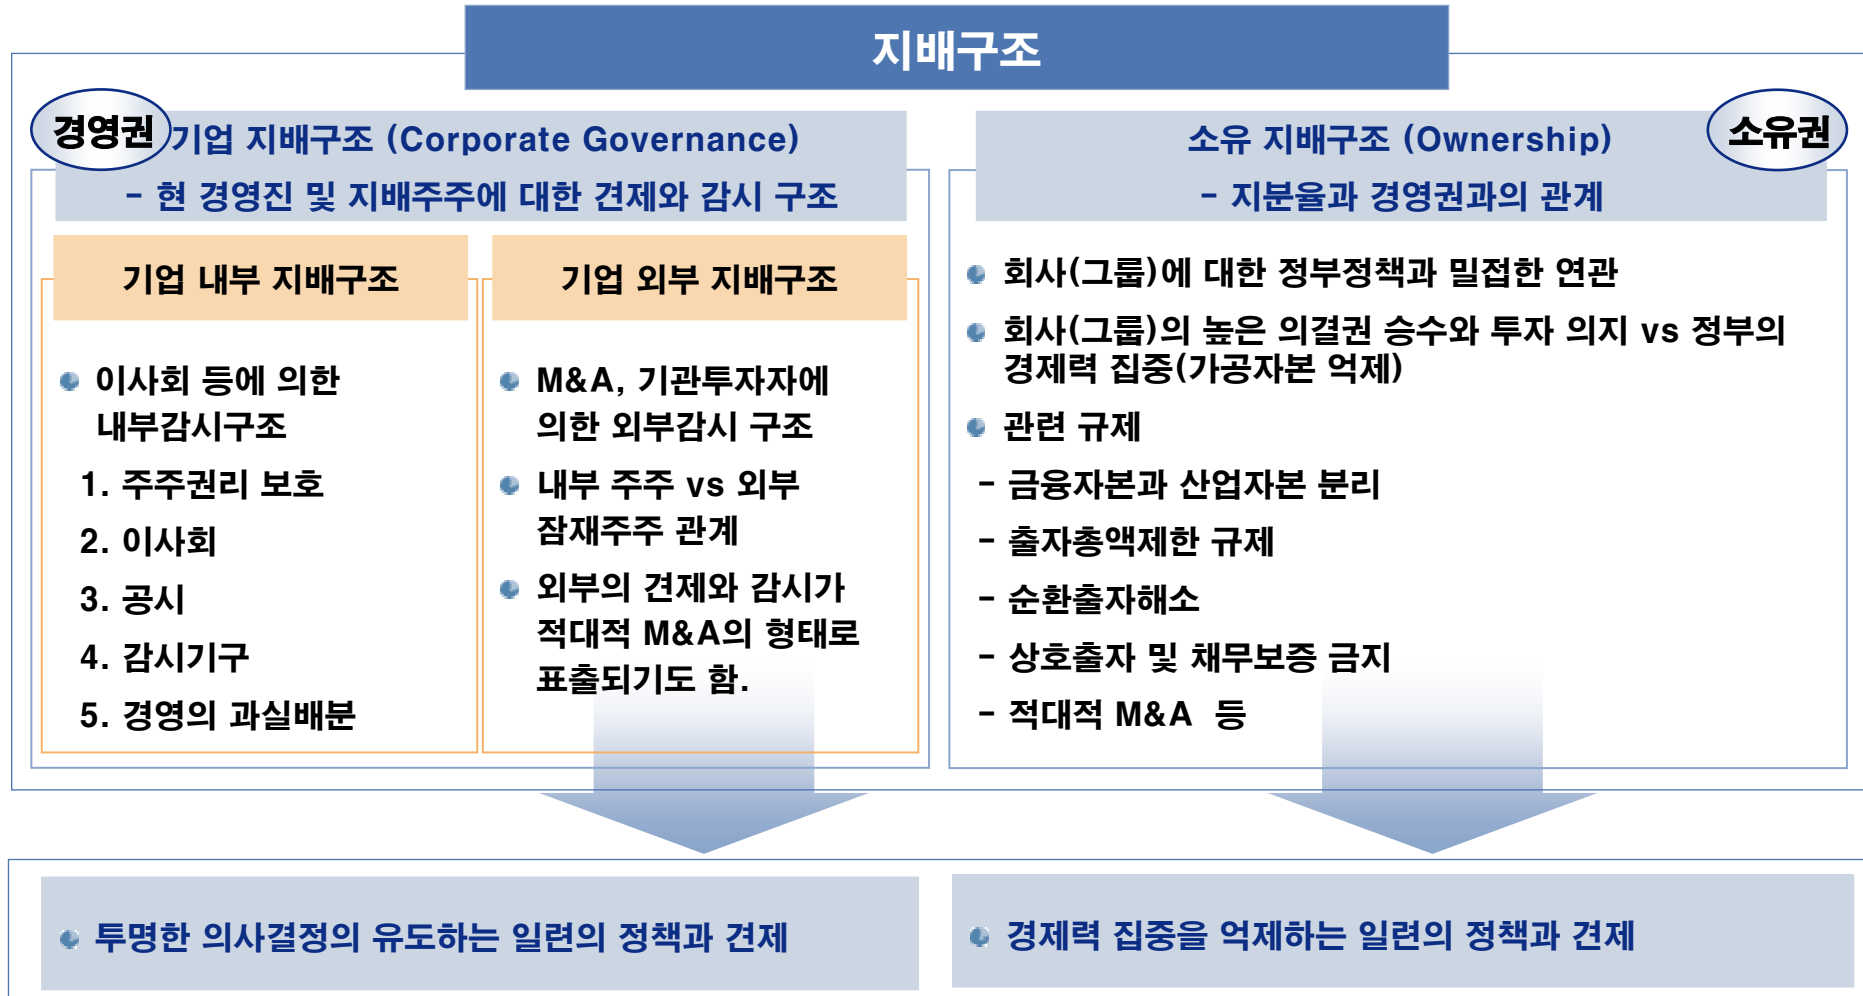 지배구조
경영권
기업 지배구조 (Corporate Governance)
- 현 경영진 및 지배주주에 대한 견제와 감시 구조
기업 내부 지배구조
이사회 등에 의한
내부감시구조
1. 주주권리 보호
2. 이사회
3. 공시
4. 감시기구
5. 경영의 과실배분
기업 외부 지배구조
M&A, 기관투자자에
의한 외부감시 구조
내부 주주 vs 외부
잠재주주 관계
외부의 견제와 감시가
적대적 M&A의 형태로
표출되기도 함.
소유권
소유 지배구조 (Ownership)
- 지분율과 경영권과의 관계
회사(그룹)에 대한 정부정책과 밀접한 연관
회사(그룹)의 높은 의결권 승수와 투자 의지 vs 정부의
경제력 집중(가공자본 억제)
관련 규제
- 금융자본과 산업자본 분리
- 출자총액제한 규제
- 순환출자해소
- 상호출자 및 채무보증 금지
- 적대적 M&A 등
투명한 의사결정의 유도하는 일련의 정책과 견제
경제력 집중을 억제하는 일련의 정책과 견제